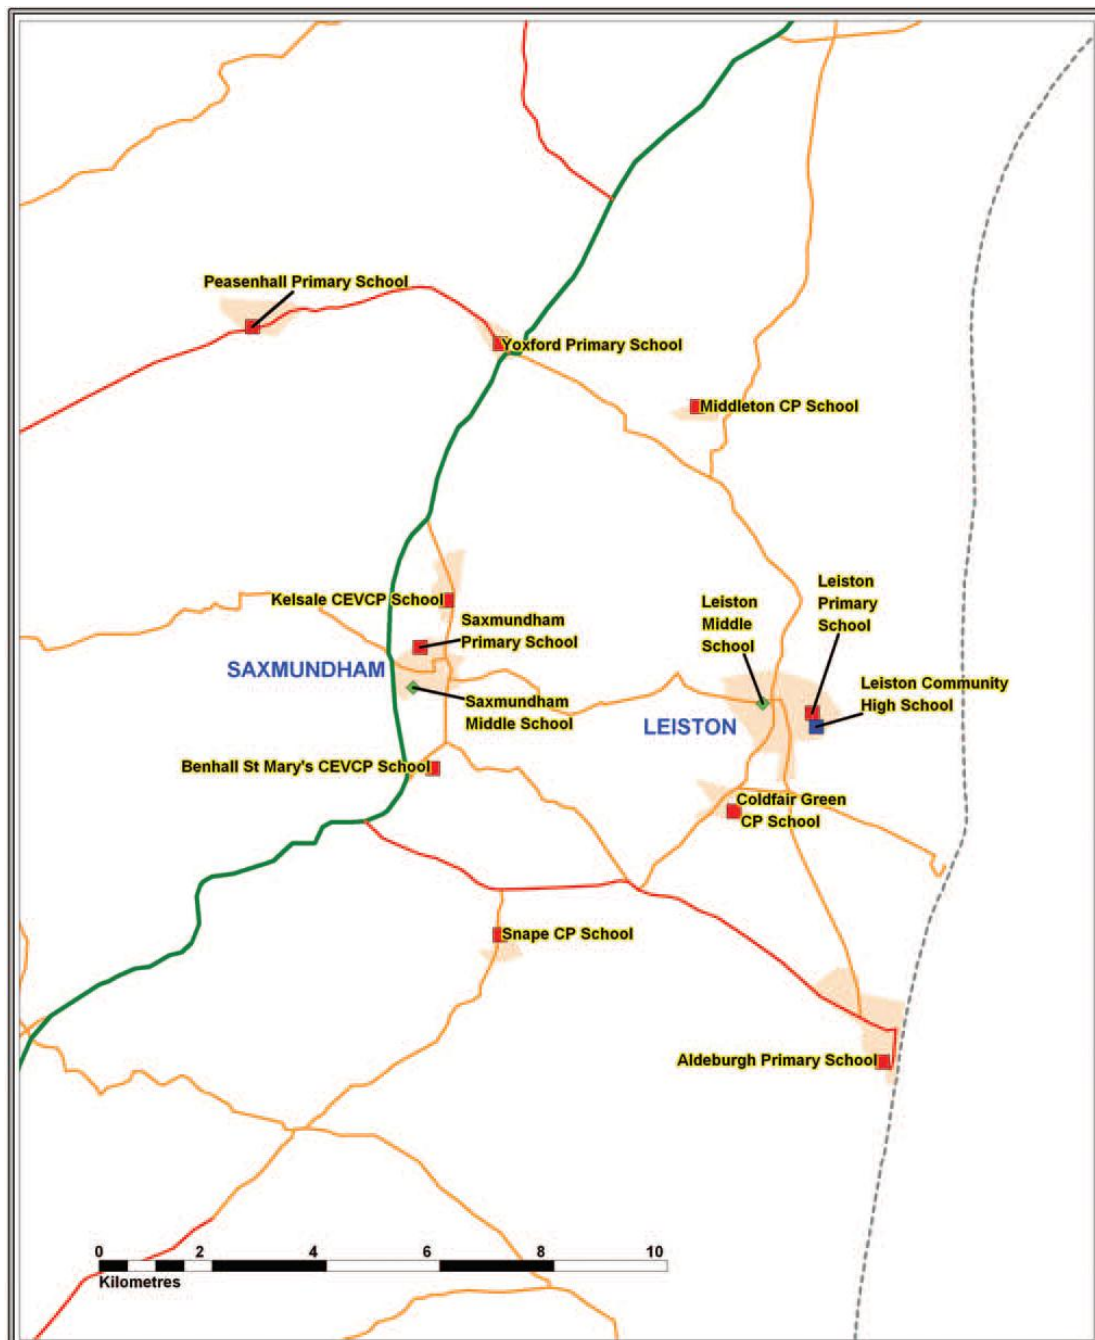 Peasenhall Primary School
Yoxford Primary School
Middleton CP School
Kelsale CEVCP School
Saxmundham
Primary School
Leiston
Middle
School
Leiston
Primary
School
SAXMUNDHAM
Saxmundham
Middle School
LEISTON
Leiston Community
High School
Benhall St Mary's CEVCP School
Coldfair Green
CP School
Snape CP School
Aldeburgh Primary School
0 2 4 6 8 10
Kilometres